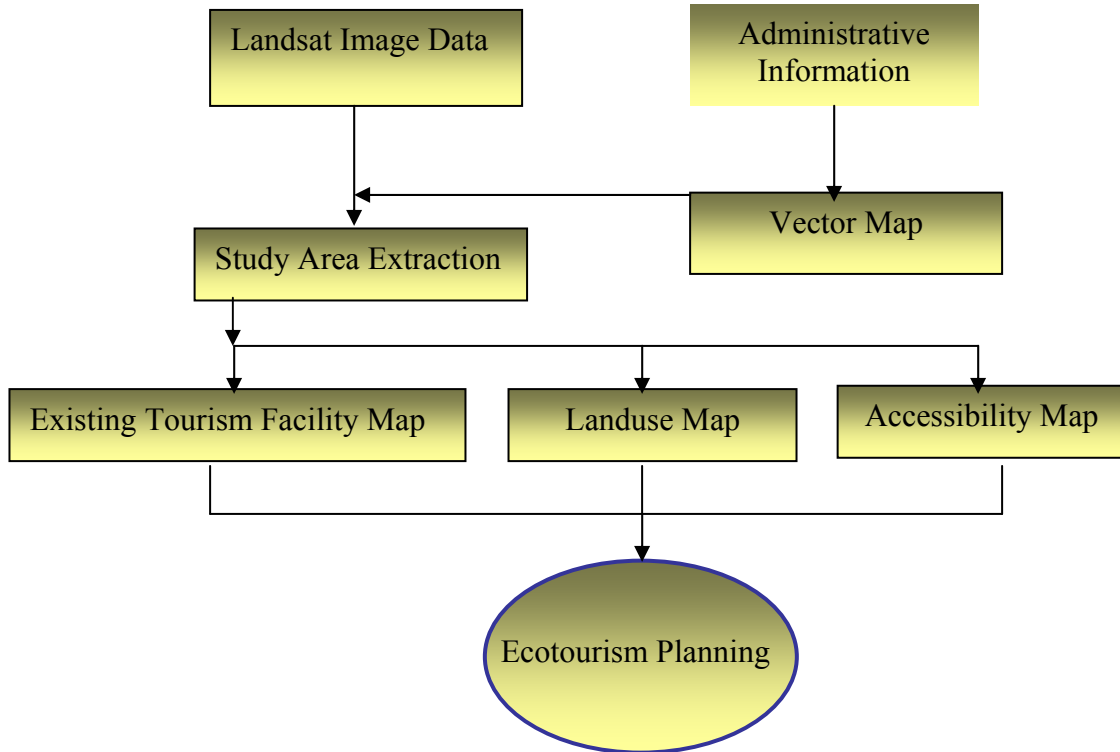 Landsat Image Data
Administrative
Information
Vector Map
Study Area Extraction
Existing Tourism Facility Map
Landuse Map
Accessibility Map
Ecotourism Planning